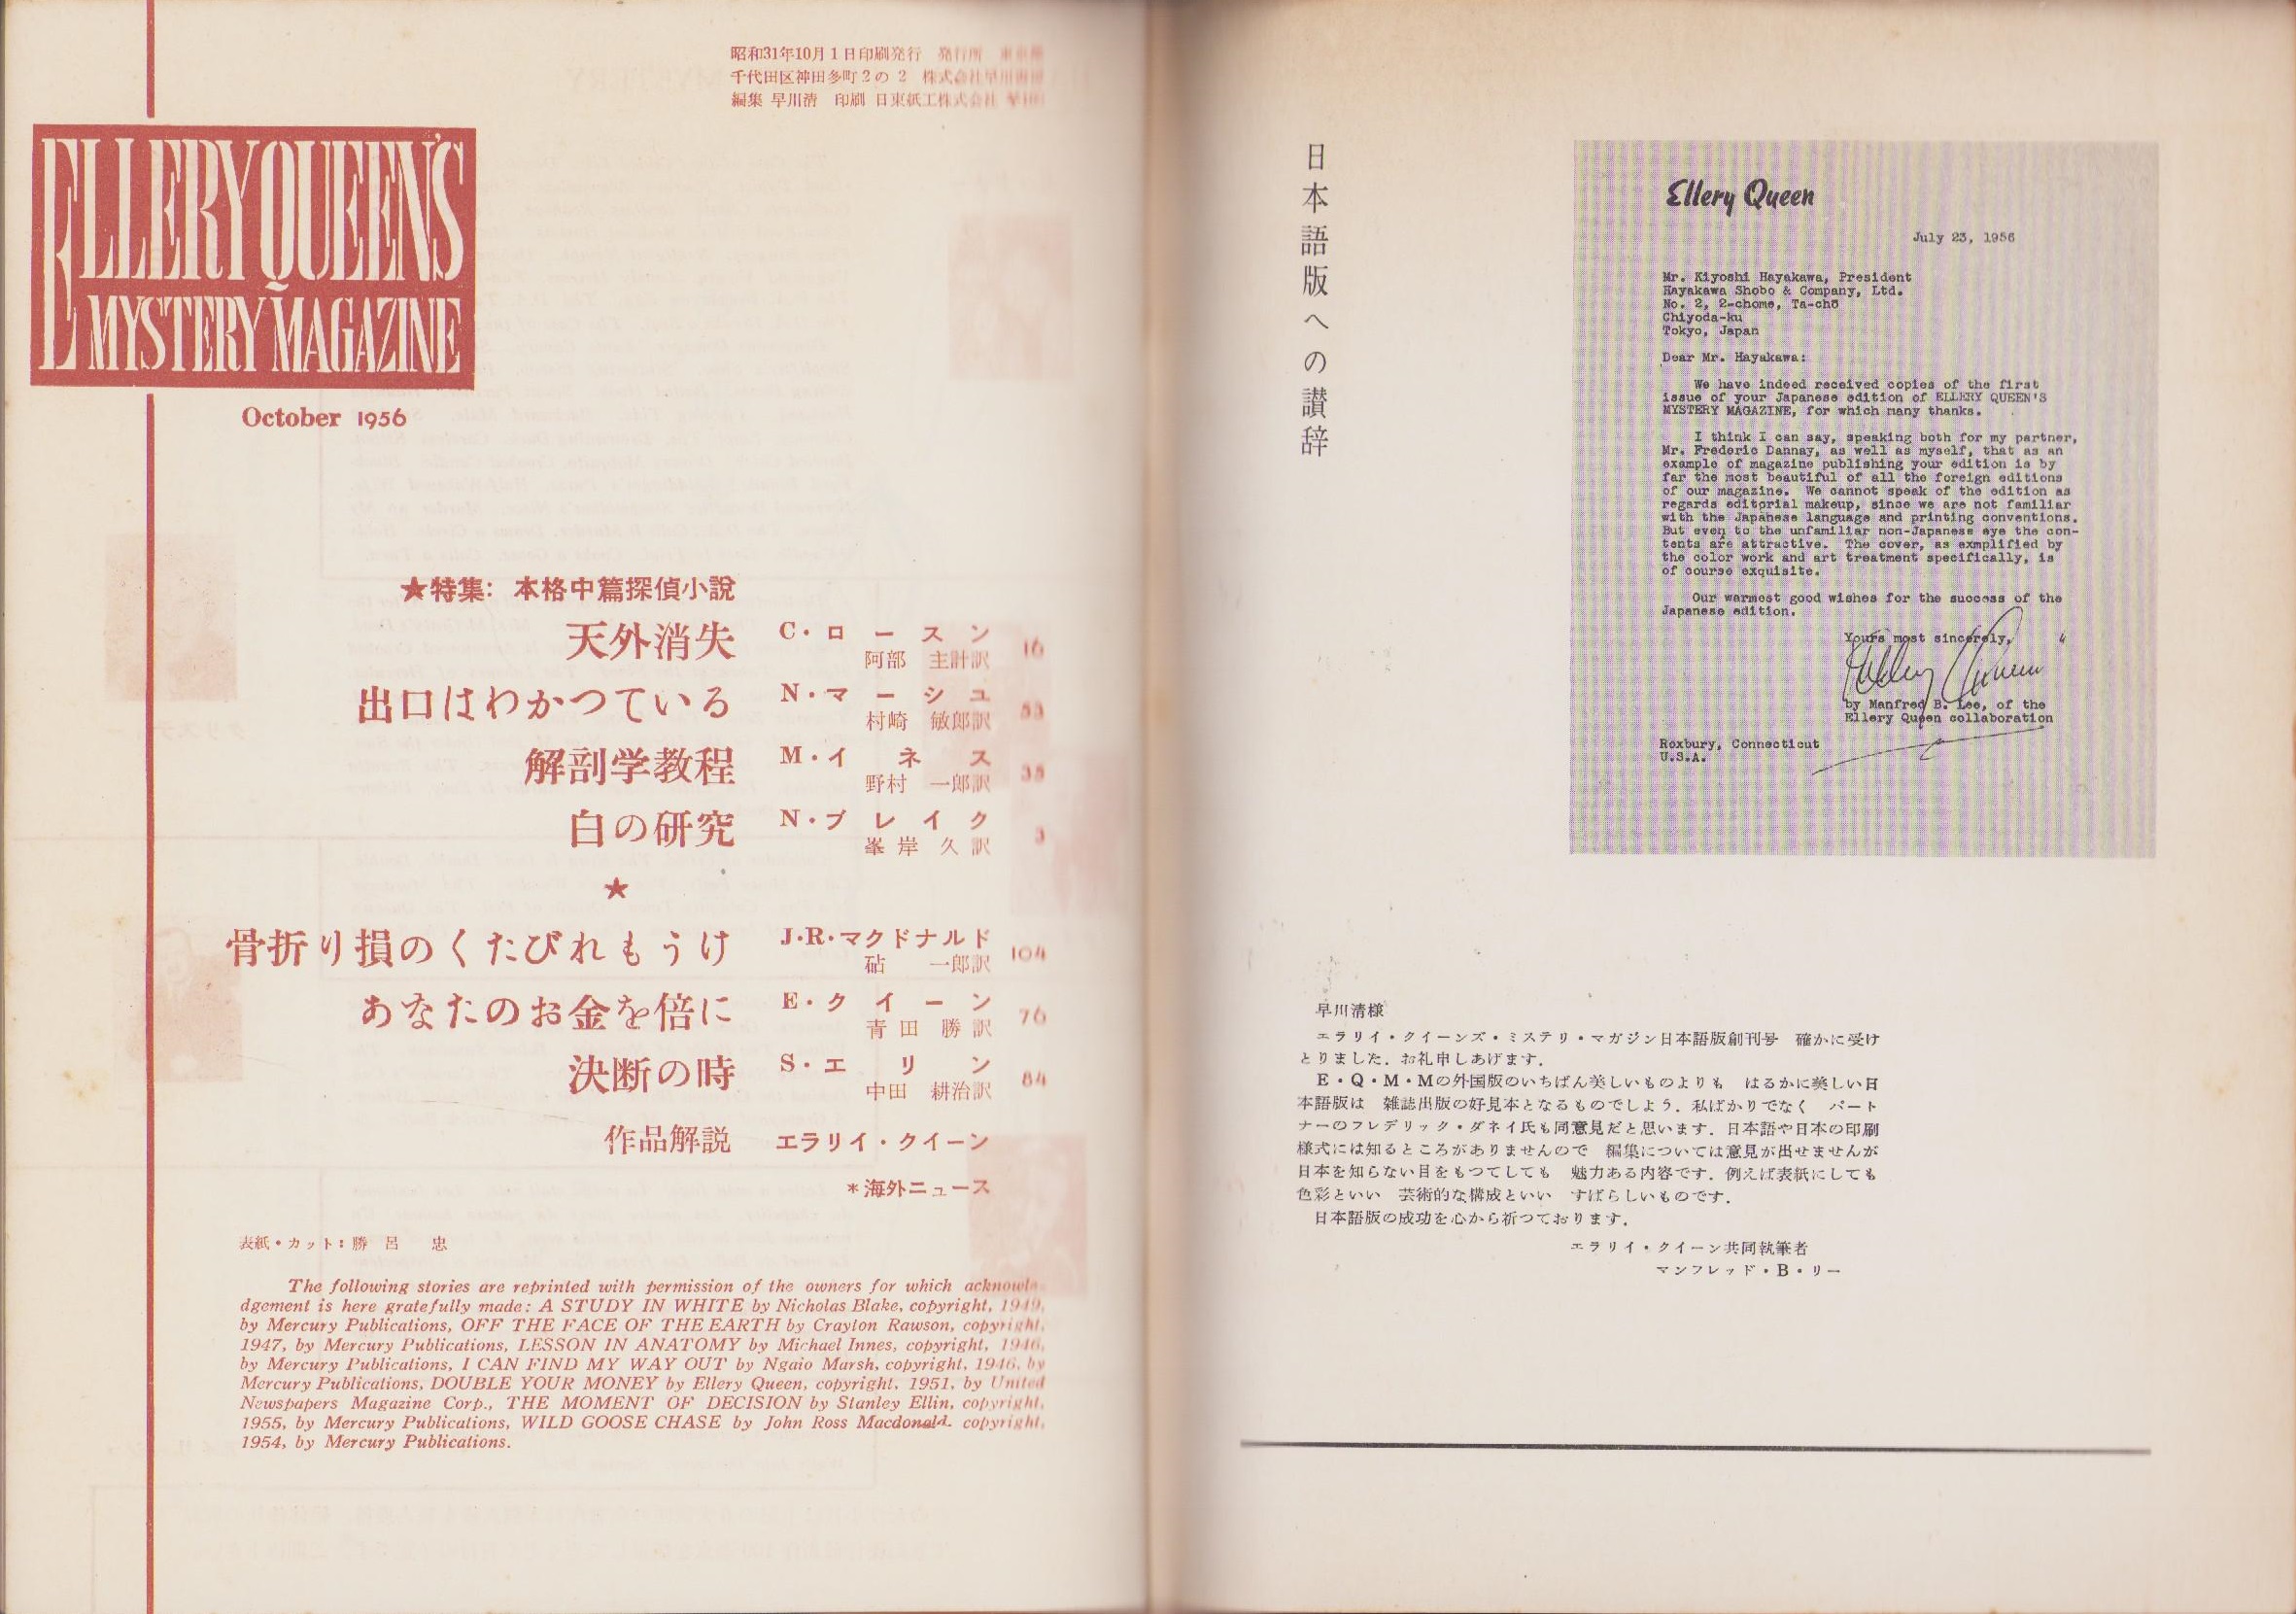 昭和31年10月1日印刷発行　発行所　東京都
千代田区神田多町2の2　株式会社早川書房
編集 早川清　印刷 日東紙工株式会社
ELLERY QUEEN'S
MYSTERY MAGAZINE
October 1956
★特集: 本格中篇探偵小説
天外消失 C・ロースン 16
阿部 主計訳
出口はわかつている N・マーシュ
村崎 敏郎訳
解剖学教程 M・イネス
野村 一郎訳
白の研究 N・ブレイク 3
峯岸 久訳
★
骨折り損のくたびれもうけ J・R・マクドナルド 104
砧 一郎訳
あなたのお金を倍に E・クイーン 76
青田 勝訳
決断の時 S・エリン 84
中田 耕治訳
作品解説 エラリイ・クイーン
*海外ニュース
表紙・カット: 勝呂 忠
The following stories are reprinted with permission of the owners for which acknowle-
dgement is here gratefully made: A STUDY IN WHITE by Nicholas Blake, copyright, 1949,
by Mercury Publications, OFF THE FACE OF THE EARTH by Crayton Rawson, copyright,
1947, by Mercury Publications, LESSON IN ANATOMY by Michael Innes, copyright, 1946,
by Mercury Publications, I CAN FIND MY WAY OUT by Ngaio Marsh, copyright, 1946, by
Mercury Publications, DOUBLE YOUR MONEY by Ellery Queen, copyright, 1951, by United
Newspapers Magazine Corp., THE MOMENT OF DECISION by Stanley Ellin, copyright,
1955, by Mercury Publications, WILD GOOSE CHASE by John Ross Macdonald. copyright,
1954, by Mercury Publications.
日本語版への讃辞
Ellery Queen
July 23, 1956
Mr. Kiyoshi Hayakawa, President
Hayakawa Shobo & Company, Ltd.
No. 2, 2-chome, Ta-chō
Chiyoda-ku
Tokyo, Japan
Dear Mr. Hayakawa:
We have indeed received copies of the first
issue of your Japanese edition of ELLERY QUEEN'S
MYSTERY MAGAZINE, for which many thanks.
I think I can say, speaking both for my partner,
Mr. Frederic Dannay, as well as myself, that as an
example of magazine publishing your edition is by
far the most beautiful of all the foreign editions
of our magazine. We cannot speak of the edition as
regards editorial makeup, since we are not familiar
with the Japanese language and printing conventions.
But even to the unfamiliar non-Japanese eye the con-
tents are attractive. The cover, as exmplified by
the color work and art treatment specifically, is
of course exquisite.
Our warmest good wishes for the success of the
Japanese edition.
Yours most sincerely,
Ellery Queen
by Manfred B. Lee, of the
Ellery Queen collaboration
Roxbury, Connecticut
U.S.A.
早川清様
エラリイ・クイーンズ・ミステリ・マガジン日本語版創刊号　確かに受け
とりました．お礼申しあげます．
E・Q・M・Mの外国版のいちばん美しいものよりも　はるかに美しい日
本語版は　雑誌出版の好見本となるものでしよう．私ばかりでなく　パート
ナーのフレデリック・ダネイ氏も同意見だと思います．日本語や日本の印刷
様式には知るところがありませんので　編集については意見が出せませんが
日本を知らない目をもつてしても　魅力ある内容です．例えば表紙にしても
色彩といい　芸術的な構成といい　すばらしいものです．
日本語版の成功を心から祈つております．
エラリイ・クイーン共同執筆者
マンフレッド・B・リー